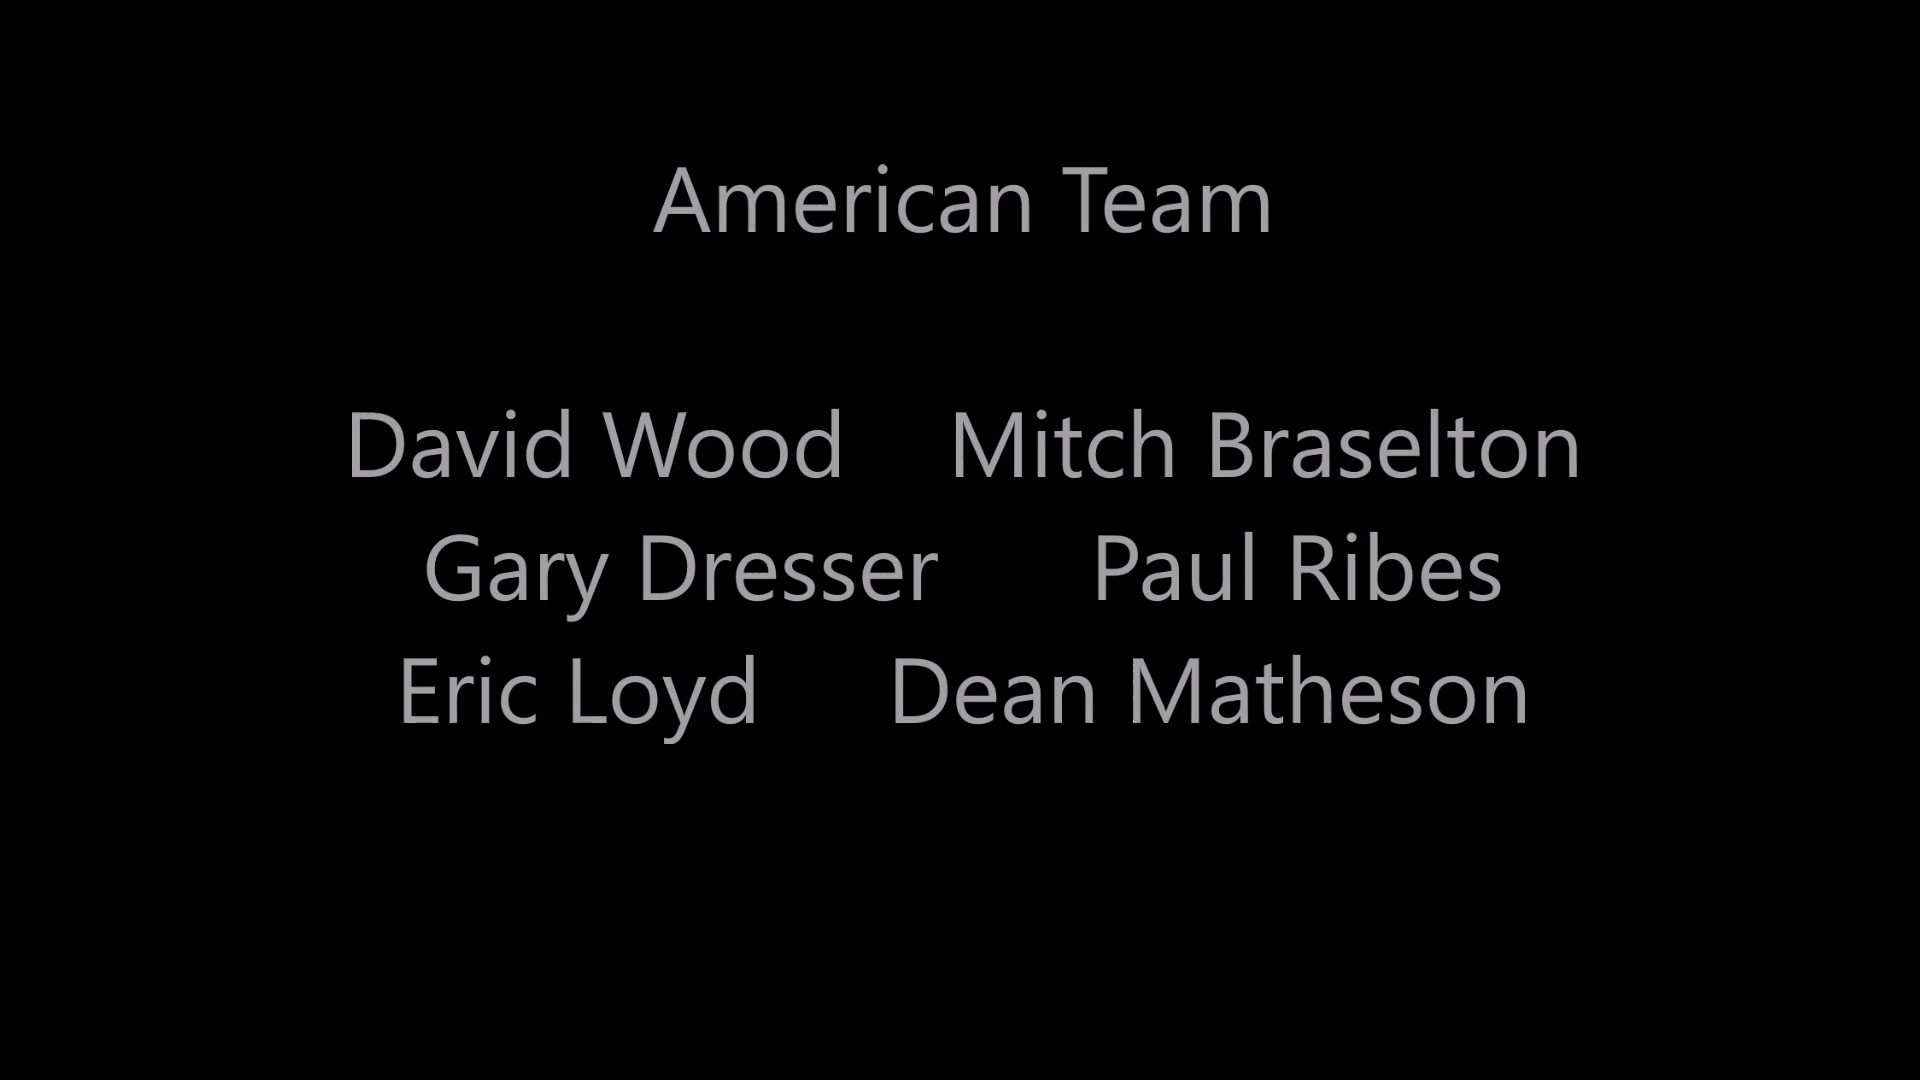 American Team
David Wood Mitch Braselton
Gary Dresser Paul Ribes
Eric Loyd Dean Matheson